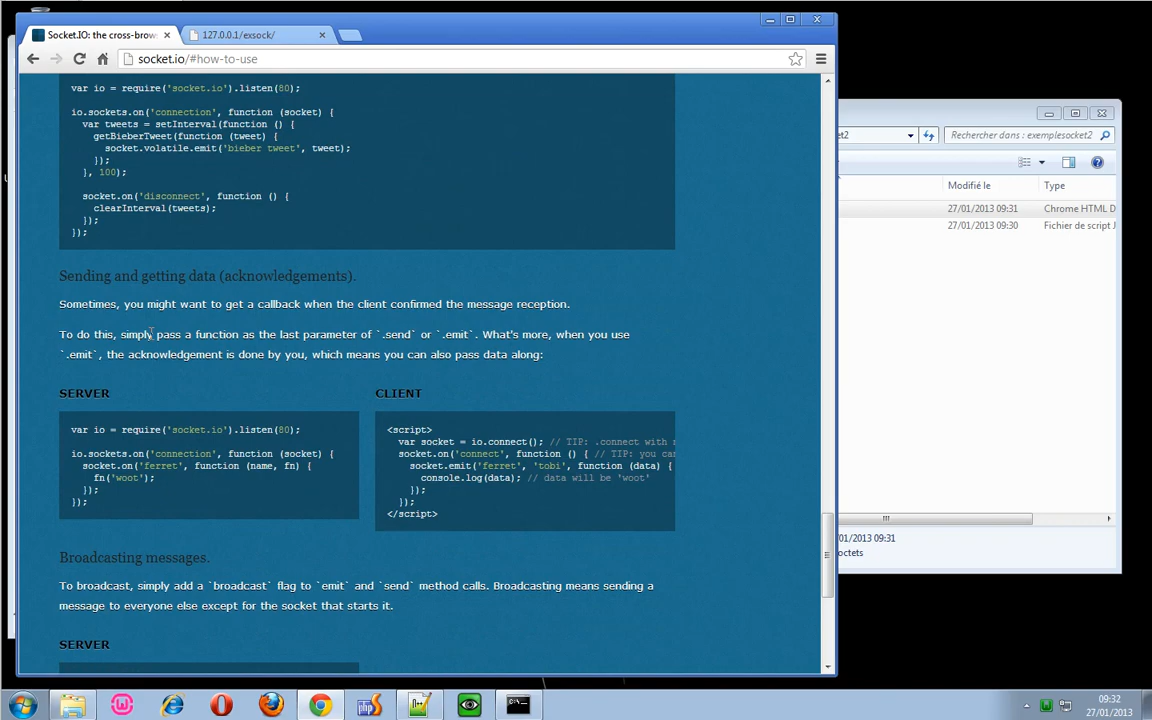 Socket.IO: the cross-brow
127.0.0.1/exsock/
socket.io/#how-to-use
var io = require('socket.io').listen(80);
io.sockets.on('connection', function (socket) {
var tweets = setInterval(function () {
getBieberTweet(function (tweet) {
socket.volatile.emit('bieber tweet', tweet);
});
}, 100);
socket.on('disconnect', function () {
clearInterval(tweets);
});
});
Sending and getting data (acknowledgements).
Sometimes, you might want to get a callback when the client confirmed the message reception.
To do this, simply pass a function as the last parameter of `.send` or `.emit`. What's more, when you use
`.emit`, the acknowledgement is done by you, which means you can also pass data along:
SERVER
var io = require('socket.io').listen(80);
io.sockets.on('connection', function (socket) {
socket.on('ferret', function (name, fn) {
fn('woot');
});
});
CLIENT
<script>
var socket = io.connect(); // TIP: .connect with
socket.on('connect', function () { // TIP: you can
socket.emit('ferret', 'tobi', function (data) {
console.log(data); // data will be 'woot'
});
});
</script>
Broadcasting messages.
To broadcast, simply add a `broadcast` flag to `emit` and `send` method calls. Broadcasting means sending a
message to everyone else except for the socket that starts it.
SERVER
et2
Rechercher dans : exemplesocket2
Modifié le
Type
27/01/2013 09:31
Chrome HTML D
27/01/2013 09:30
Fichier de script J
/01/2013 09:31
octets
php
09:32
27/01/2013